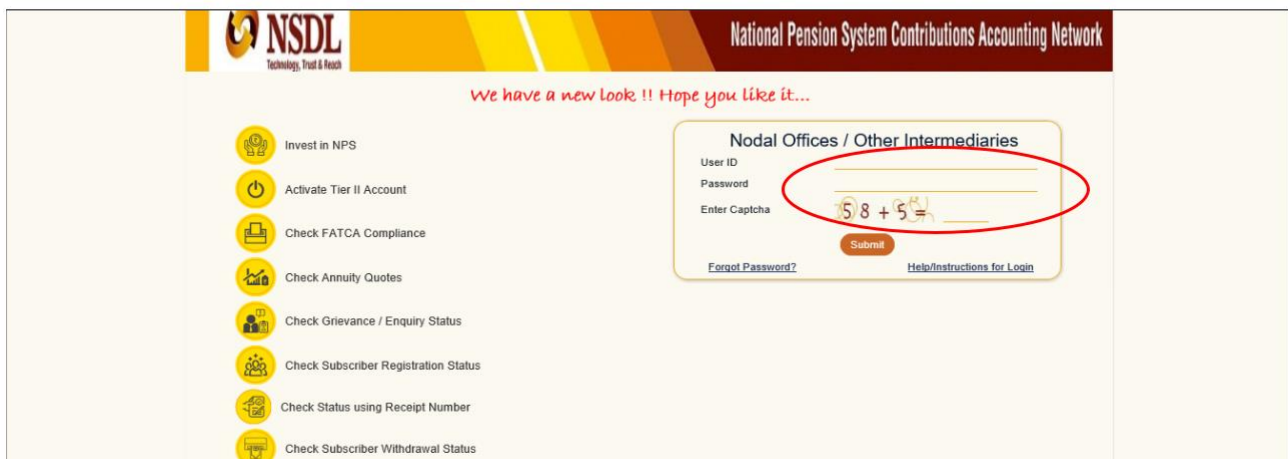 NSDL
Technology, Trust & Reach
National Pension System Contributions Accounting Network
We have a new look !! Hope you like it...
Invest in NPS
Activate Tier II Account
Check FATCA Compliance
Check Annuity Quotes
Check Grievance / Enquiry Status
Check Subscriber Registration Status
Check Status using Receipt Number
Check Subscriber Withdrawal Status
Nodal Offices / Other Intermediaries
User ID
Password
Enter Captcha 58 + 5 =
Submit
Forgot Password? Help/Instructions for Login